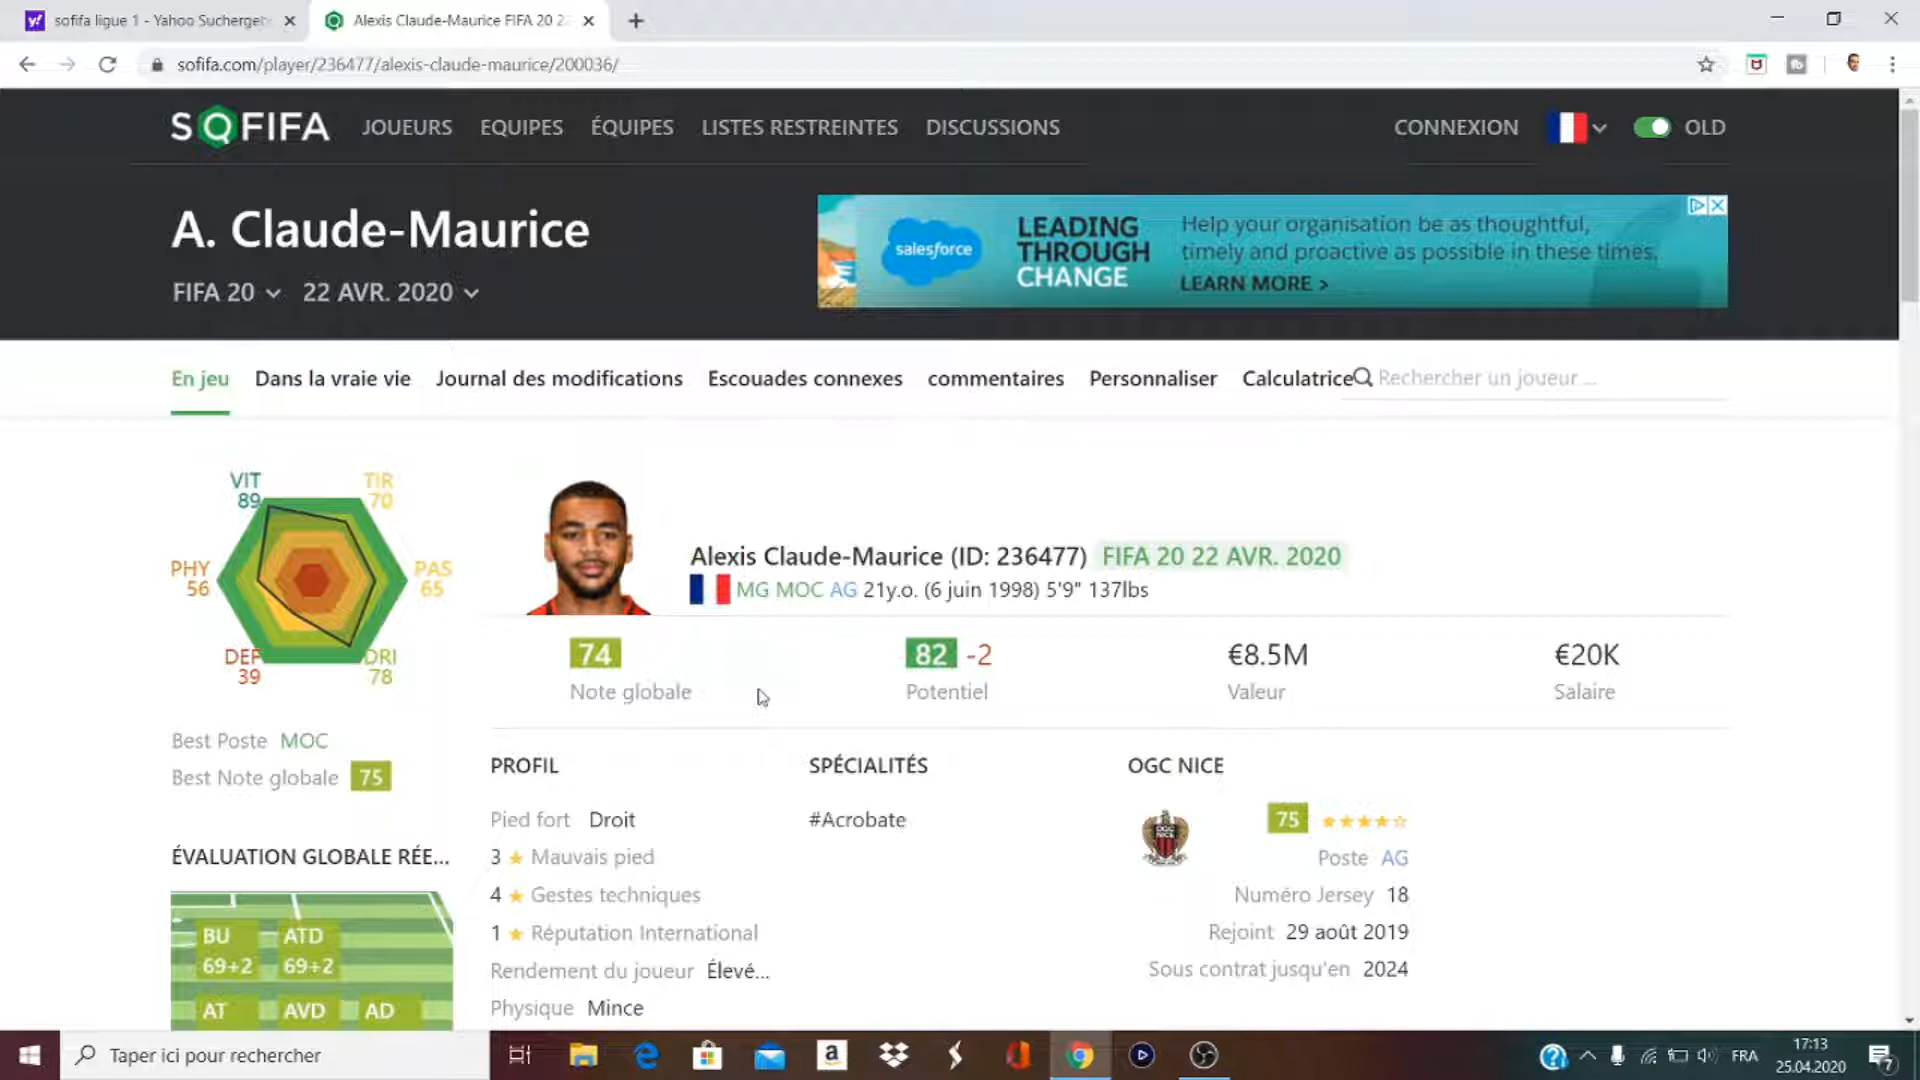 sofifa ligue 1 - Yahoo Suchergeb
Alexis Claude-Maurice FIFA 20 2
sofifa.com/player/236477/alexis-claude-maurice/200036/
SOFIFA JOUEURS EQUIPES ÉQUIPES LISTES RESTREINTES DISCUSSIONS CONNEXION OLD
A. Claude-Maurice
FIFA 20 22 AVR. 2020
salesforce
LEADING
THROUGH
CHANGE
Help your organisation be as thoughtful,
timely and proactive as possible in these times.
LEARN MORE >
En jeu Dans la vraie vie Journal des modifications Escouades connexes commentaires Personnaliser Calculatrice Rechercher un joueur ...
VIT
89
TIR
70
PHY
56
PAS
65
DEF
39
DRI
78
Alexis Claude-Maurice (ID: 236477) FIFA 20 22 AVR. 2020
MG MOC AG 21y.o. (6 juin 1998) 5'9" 137lbs
74
Note globale
82 -2
Potentiel
€8.5M
Valeur
€20K
Salaire
Best Poste MOC
Best Note globale 75
ÉVALUATION GLOBALE RÉE...
BU
69+2
ATD
69+2
AT AVD AD
PROFIL
Pied fort Droit
3 ★ Mauvais pied
4 ★ Gestes techniques
1 ★ Réputation International
Rendement du joueur Élevé...
Physique Mince
SPÉCIALITÉS
#Acrobate
OGC NICE
OGC
NICE
75 ★★★★☆
Poste AG
Numéro Jersey 18
Rejoint 29 août 2019
Sous contrat jusqu'en 2024
Taper ici pour rechercher
FRA
17:13
25.04.2020
7